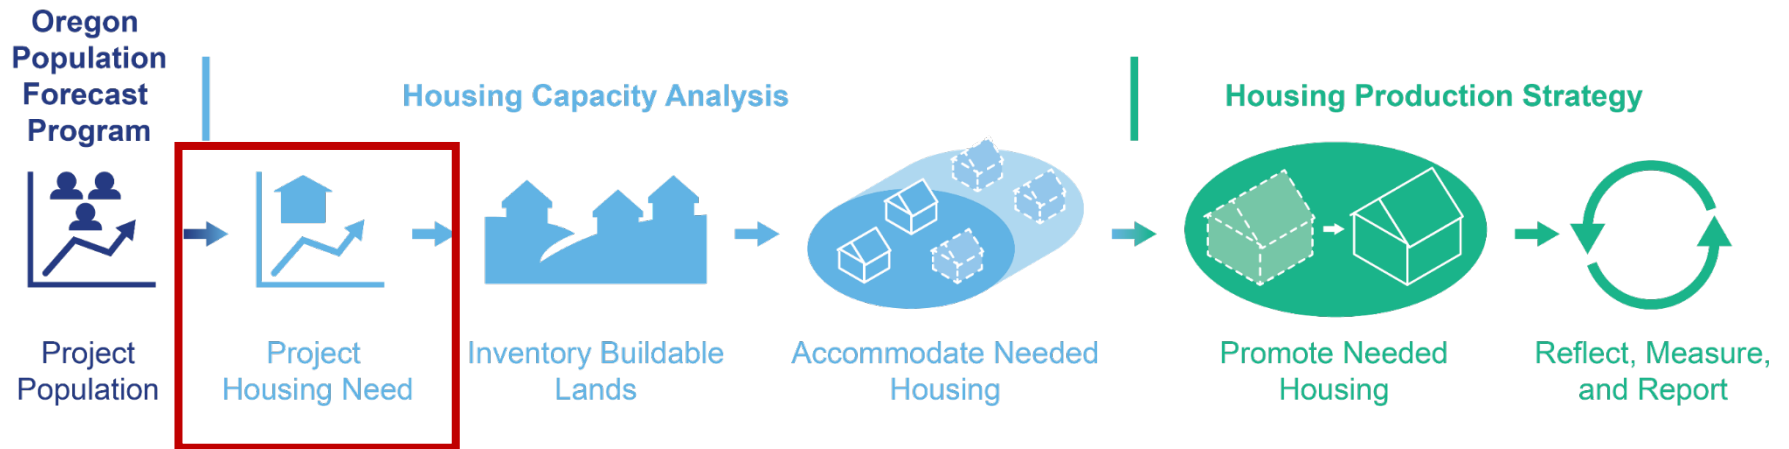 Oregon
Population
Forecast
Program
Housing Capacity Analysis
Housing Production Strategy
Project
Population
Project
Housing Need
Inventory Buildable
Lands
Accommodate Needed
Housing
Promote Needed
Housing
Reflect, Measure,
and Report